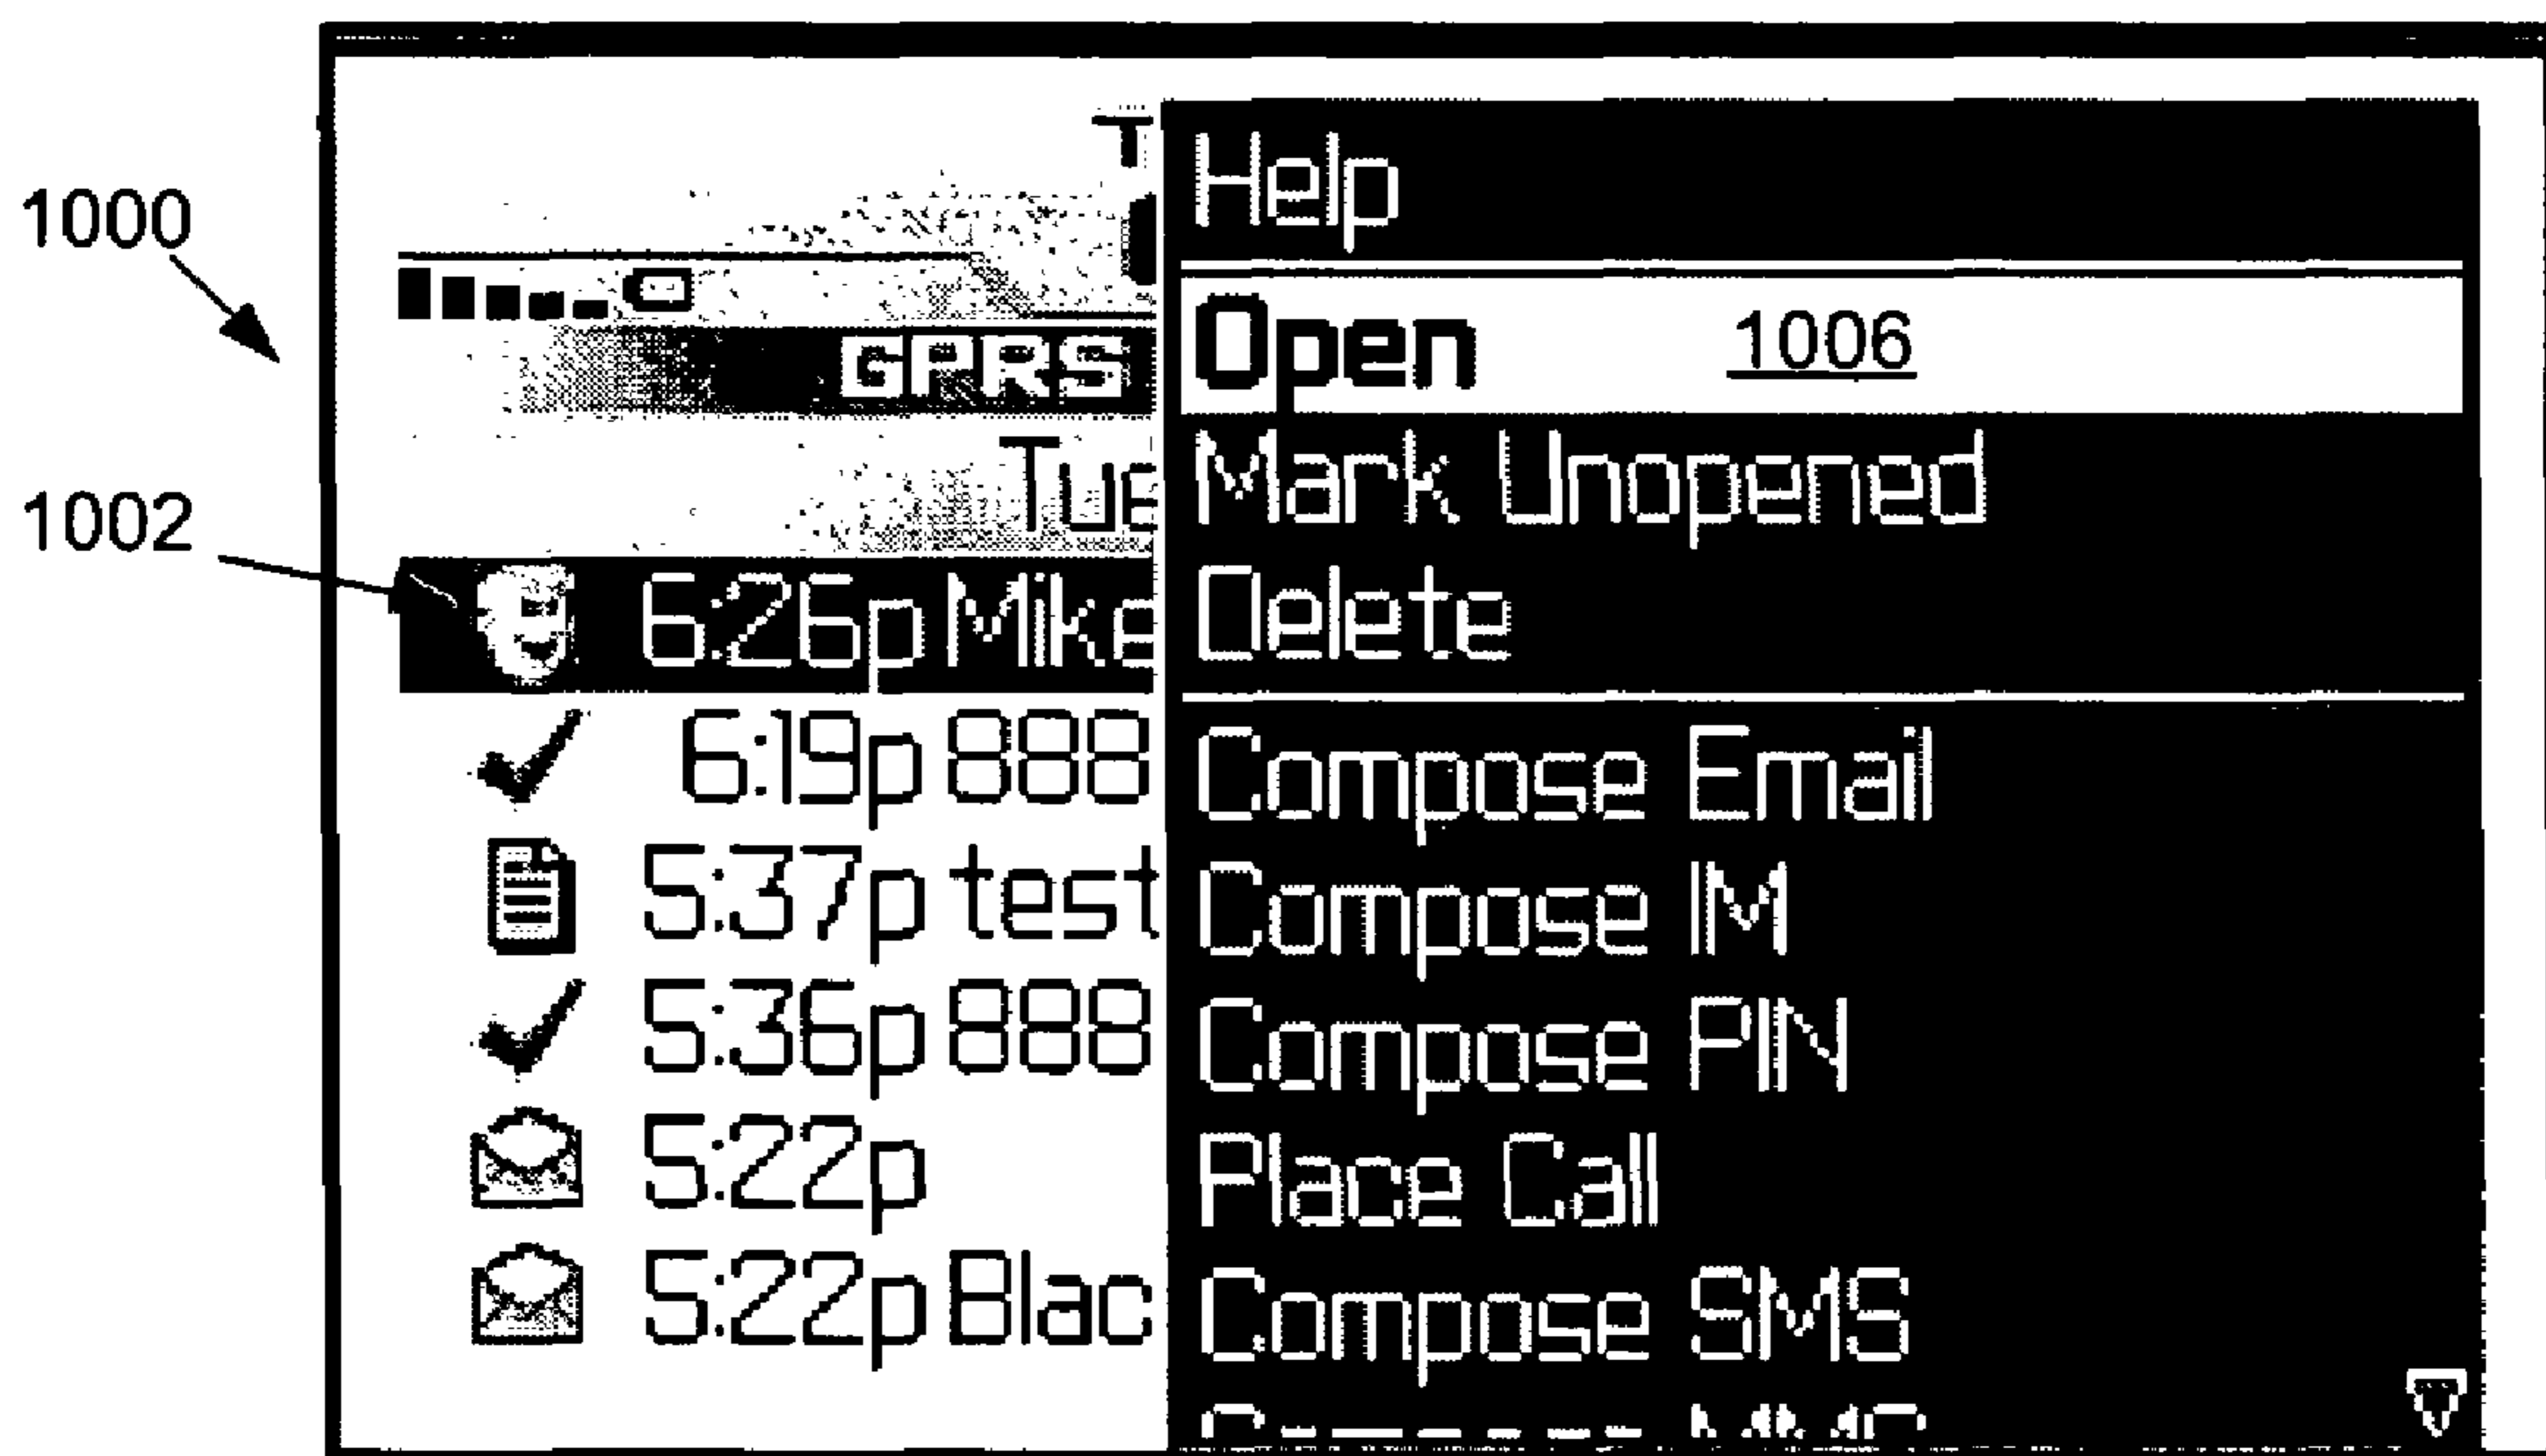 Help
1000
Open 1006
GPRS
Mark Unopened
1002
Delete
6:26p Mike
6:19p 888
Compose Email
5:37p test
Compose IM
5:36p 888
Compose PIN
5:22p
Place Call
5:22p Blac
Compose SMS